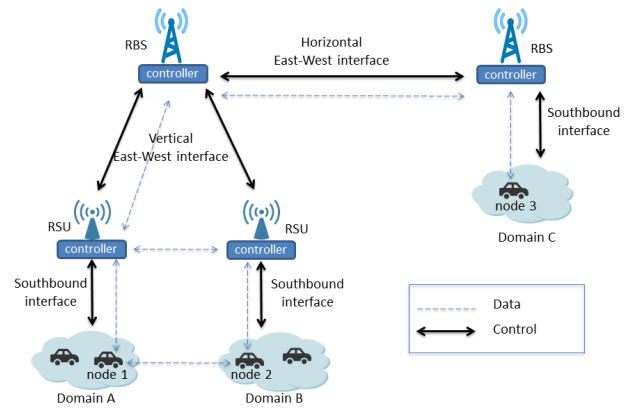 RBS
controller
Horizontal
East-West interface
RBS
controller
Southbound
interface
Vertical
East-West interface
node 3
Domain C
RSU
controller
RSU
controller
Southbound
interface
Southbound
interface
Data
Control
node 1
node 2
Domain A
Domain B